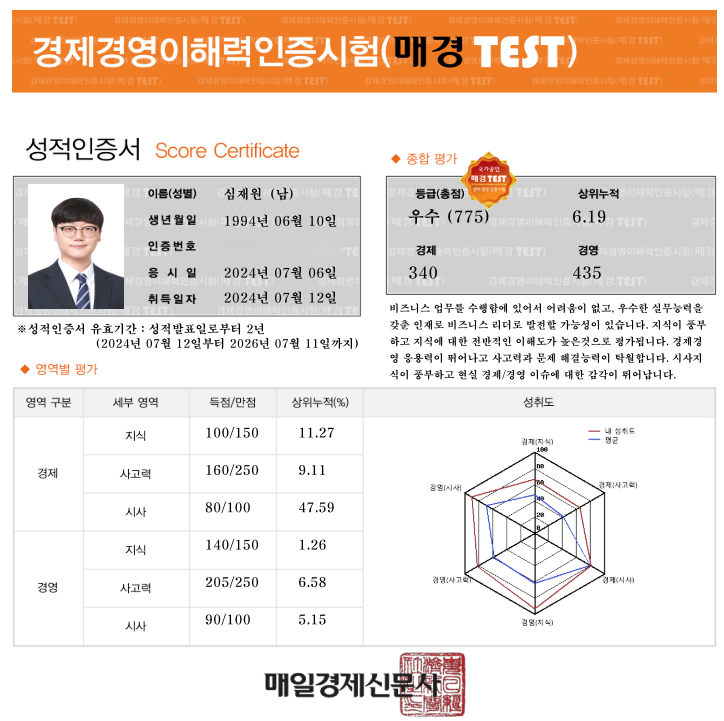 경제경영이해력인증시험(매경 TEST)
성적인증서 Score Certificate
이름(성별) 심재원 (남)
생년월일 1994년 06월 10일
인증번호
응 시 일 2024년 07월 06일
취득일자 2024년 07월 12일
※성적인증서 유효기간 : 성적발표일로부터 2년
(2024년 07월 12일부터 2026년 07월 11일까지)
◆ 종합 평가
국가공인
매경TEST
등급(총점) 상위누적
우수 (775) 6.19
경제 경영
340 435
비즈니스 업무를 수행함에 있어서 어려움이 없고, 우수한 실무능력을
갖춘 인재로 비즈니스 리더로 발전할 가능성이 있습니다. 지식이 풍부
하고 지식에 대한 전반적인 이해도가 높은것으로 평가됩니다. 경제경
영 응용력이 뛰어나고 사고력과 문제 해결능력이 탁월합니다. 시사지
식이 풍부하고 현실 경제/경영 이슈에 대한 감각이 뛰어납니다.
◆ 영역별 평가
영역 구분 세부 영역 득점/만점 상위누적(%) 성취도
경제
지식 100/150 11.27
사고력 160/250 9.11
시사 80/100 47.59
경영
지식 140/150 1.26
사고력 205/250 6.58
시사 90/100 5.15
내 성취도
평균
경제(지식)
100
80
60
40
20
0
경영(시사) 경제(사고력)
경영(사고력) 경제(시사)
경영(지식)
매일경제신문사